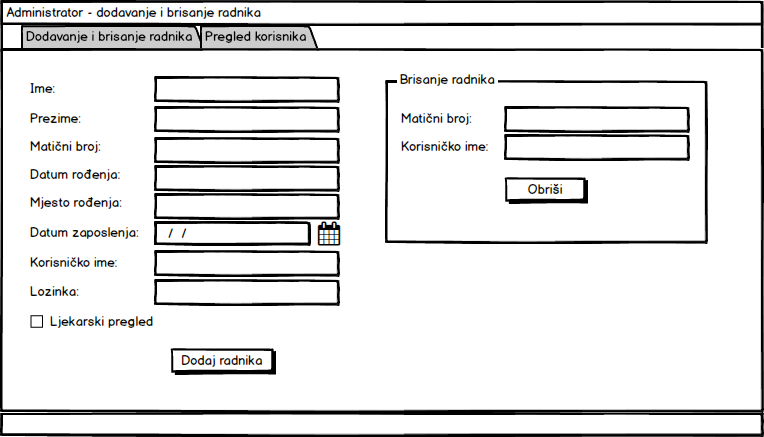 Administrator - dodavanje i brisanje radnika
Dodavanje i brisanje radnika
Pregled korisnika
Ime:
Prezime:
Matični broj:
Datum rođenja:
Mjesto rođenja:
Datum zaposlenja: / /
Korisničko ime:
Lozinka:
Ljekarski pregled
Dodaj radnika
Brisanje radnika
Matični broj:
Korisničko ime:
Obriši